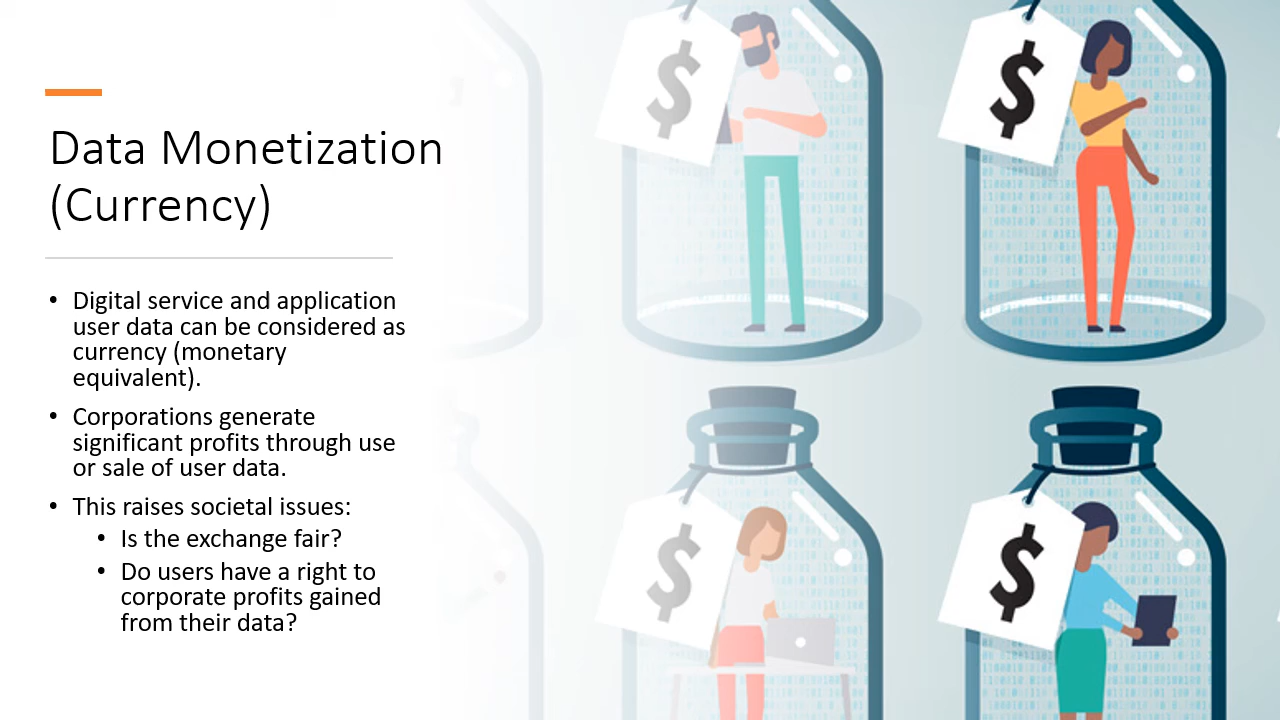 Data Monetization
(Currency)
• Digital service and application
user data can be considered as
currency (monetary
equivalent).
• Corporations generate
significant profits through use
or sale of user data.
• This raises societal issues:
• Is the exchange fair?
• Do users have a right to
corporate profits gained
from their data?
$
$
$
$